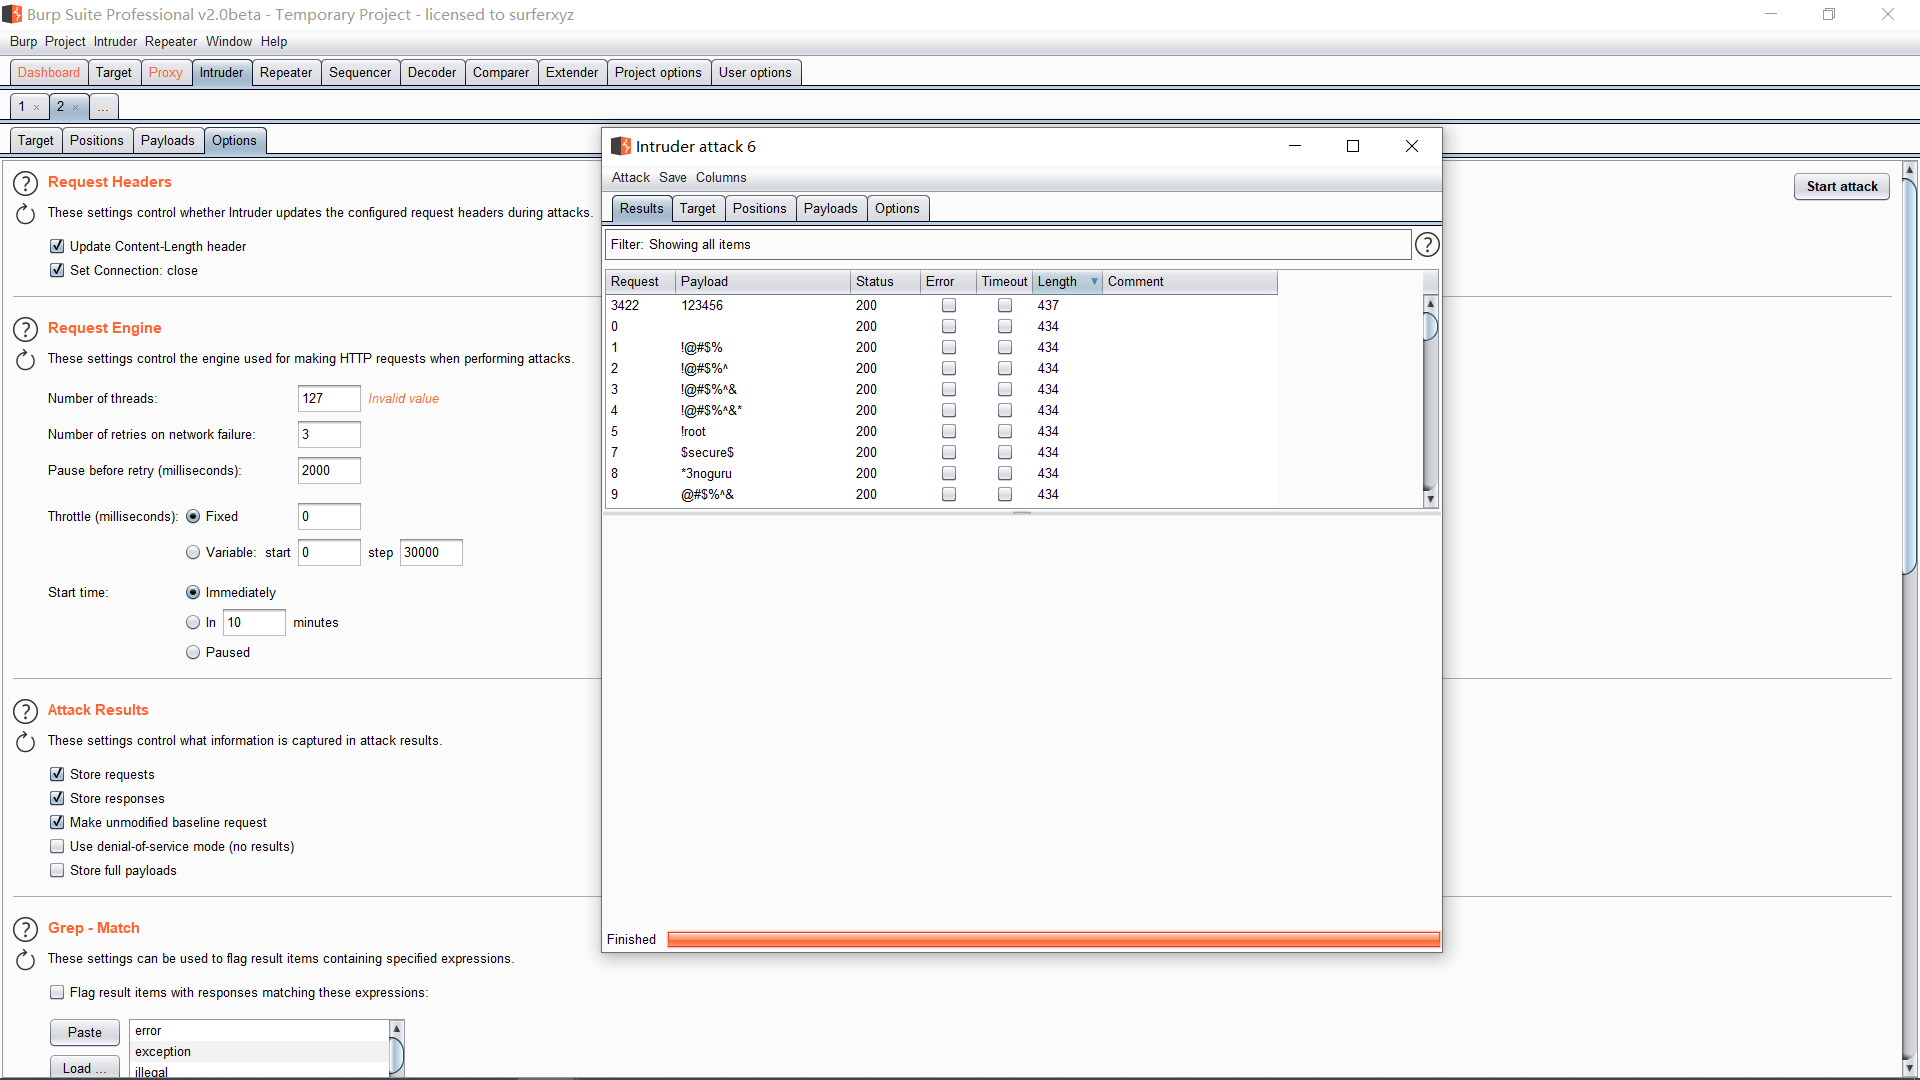 Burp Suite Professional v2.0beta - Temporary Project - licensed to surferxyz
Burp Project Intruder Repeater Window Help
Dashboard Target Proxy Intruder Repeater Sequencer Decoder Comparer Extender Project options User options
1 × 2 × ...
Target Positions Payloads Options
Request Headers
These settings control whether Intruder updates the configured request headers during attacks.
Update Content-Length header
Set Connection: close
Start attack
Request Engine
These settings control the engine used for making HTTP requests when performing attacks.
Number of threads: 127 Invalid value
Number of retries on network failure: 3
Pause before retry (milliseconds): 2000
Throttle (milliseconds): Fixed 0
Variable: start 0 step 30000
Start time: Immediately
In 10 minutes
Paused
Attack Results
These settings control what information is captured in attack results.
Store requests
Store responses
Make unmodified baseline request
Use denial-of-service mode (no results)
Store full payloads
Grep - Match
These settings can be used to flag result items containing specified expressions.
Flag result items with responses matching these expressions:
Paste
Load ...
error
exception
illegal
Intruder attack 6
Attack Save Columns
Results Target Positions Payloads Options
Filter: Showing all items
?
Request Payload Status Error Timeout Length Comment
3422 123456 200 437
0 200 434
1 !@#$% 200 434
2 !@#$%^ 200 434
3 !@#$%^& 200 434
4 !@#$%^&* 200 434
5 !root 200 434
7 $secure$ 200 434
8 *3noguru 200 434
9 @#$%^& 200 434
Finished